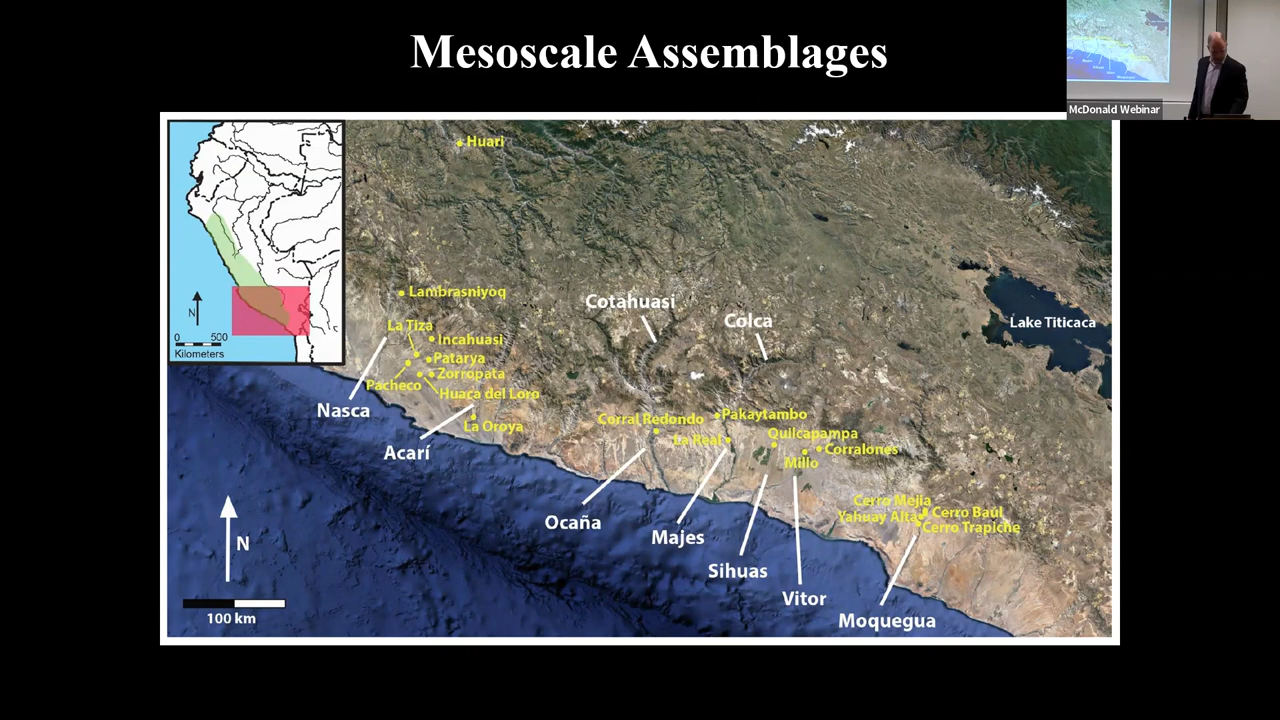 Mesoscale Assemblages
McDonald Webinar
Huari
N
0 500
Kilometers
Lambrasniyoq
La Tiza
Incahuasi
Patarya
Zorropata
Pacheco
Huaca del Loro
La Oroya
Nasca
Acarí
Cotahuasi
Colca
Lake Titicaca
Corral Redondo
Pakaytambo
La Real
Quilcapampa
Corralones
Millo
Cerro Mejía
Cerro Baúl
Yahuay Alta
Cerro Trapiche
Ocaña
Majes
Sihuas
Vitor
Moquegua
N
100 km